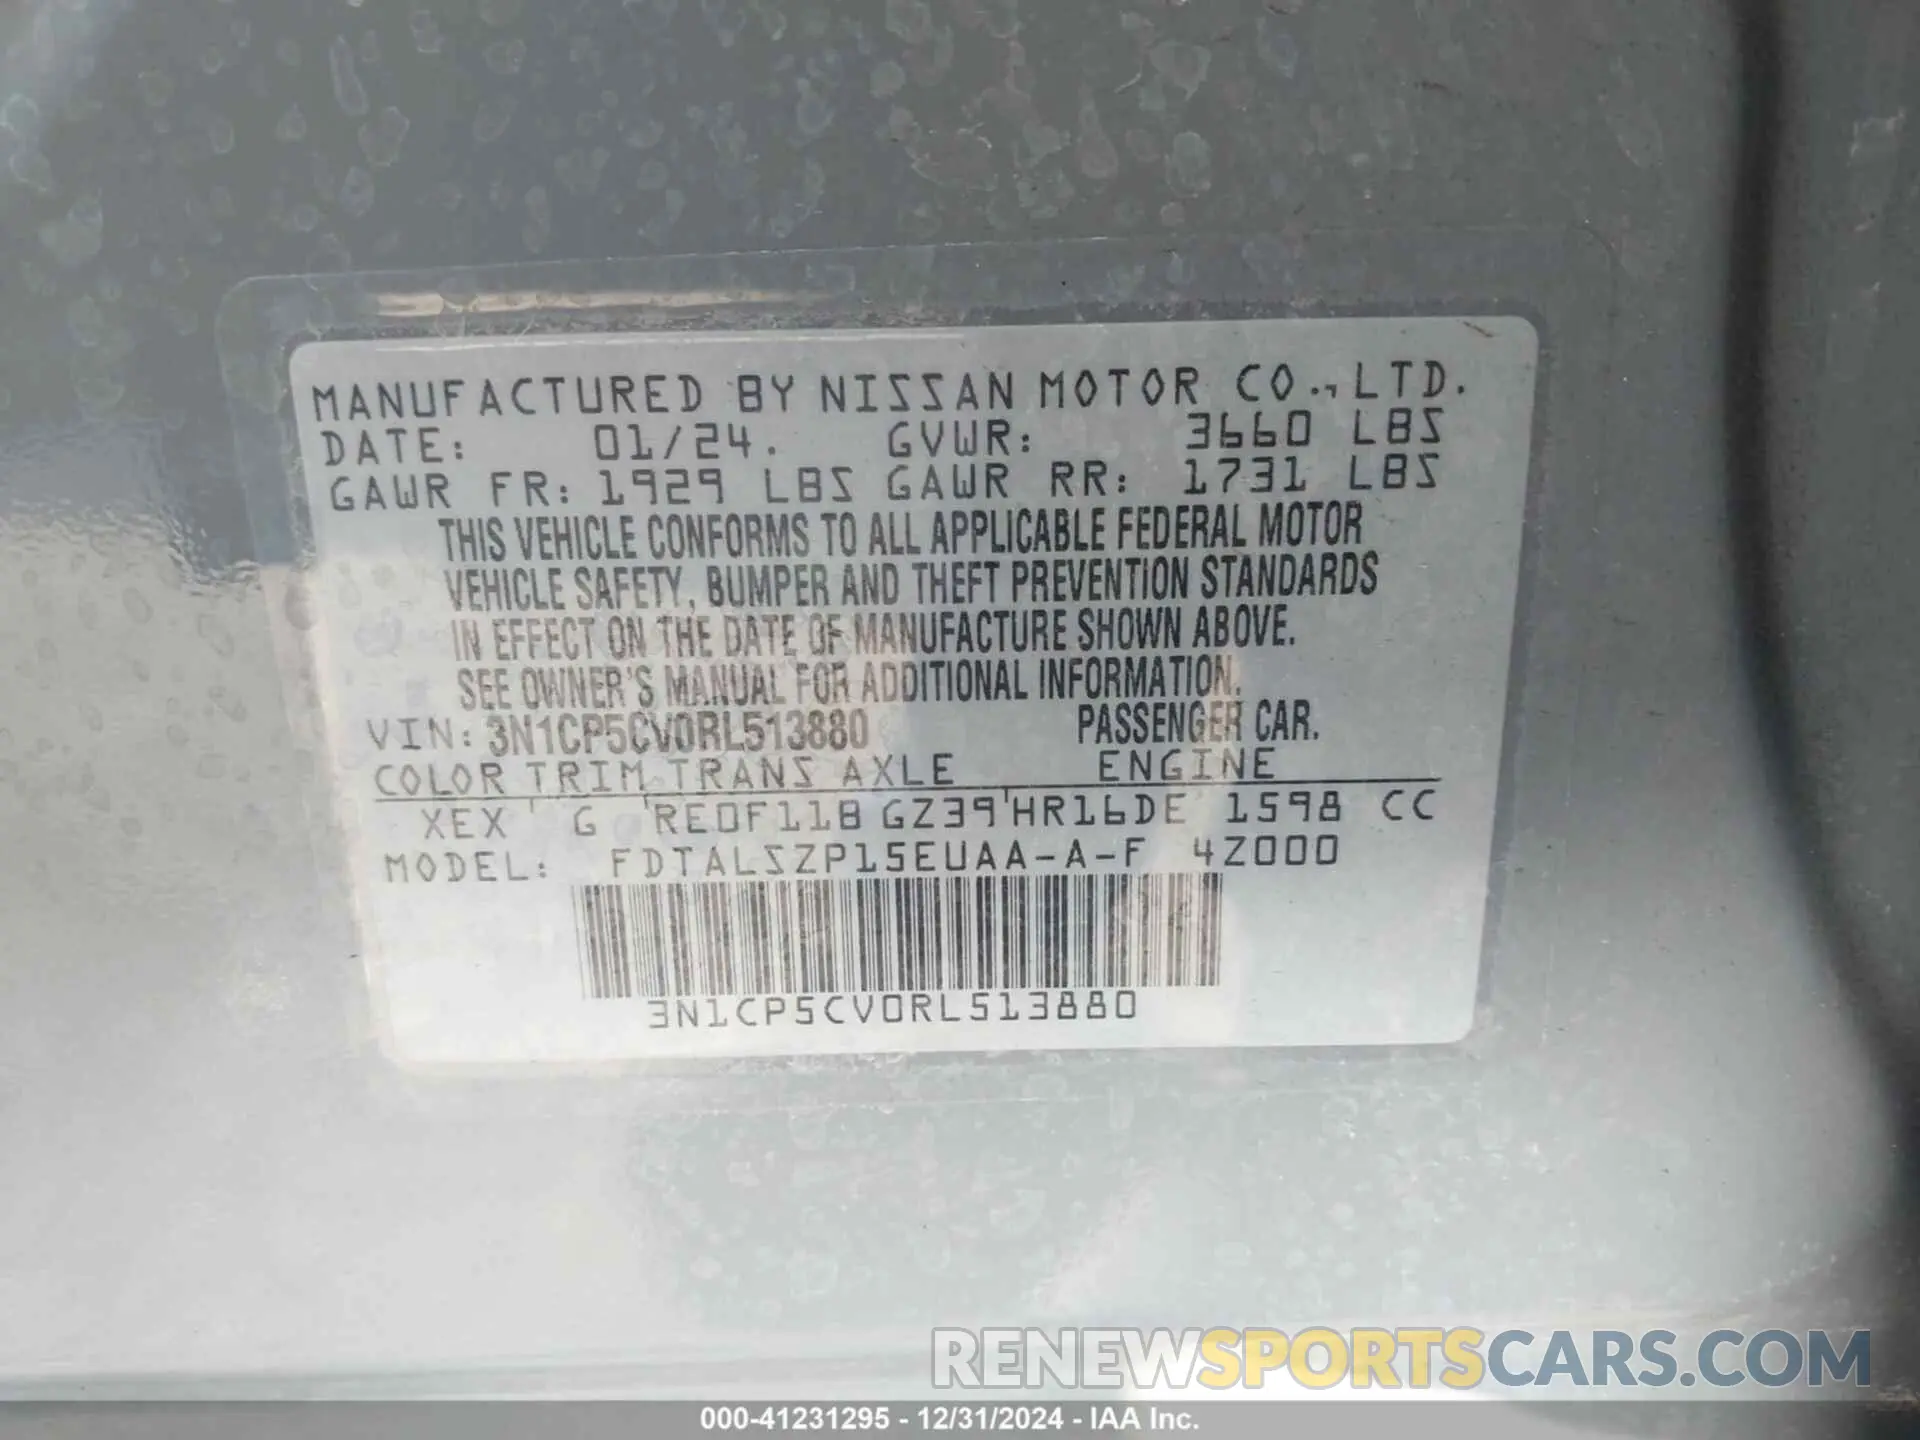 MANUFACTURED BY NISSAN MOTOR CO., LTD.
DATE: 01/24. GVWR: 3660 LBS
GAWR FR: 1929 LBS GAWR RR: 1731 LBS
THIS VEHICLE CONFORMS TO ALL APPLICABLE FEDERAL MOTOR
VEHICLE SAFETY, BUMPER AND THEFT PREVENTION STANDARDS
IN EFFECT ON THE DATE OF MANUFACTURE SHOWN ABOVE.
SEE OWNER'S MANUAL FOR ADDITIONAL INFORMATION.
VIN: 3N1CP5CV0RL513880 PASSENGER CAR.
COLOR TRIM TRANS AXLE ENGINE
XEX G RE0F11B GZ39 HR16DE 1598 CC
MODEL: FDTALSZP15EUAA-A-F 4Z000
3N1CP5CV0RL513880
RENEWSPORTSCARS.COM
000-41231295 - 12/31/2024 - IAA Inc.